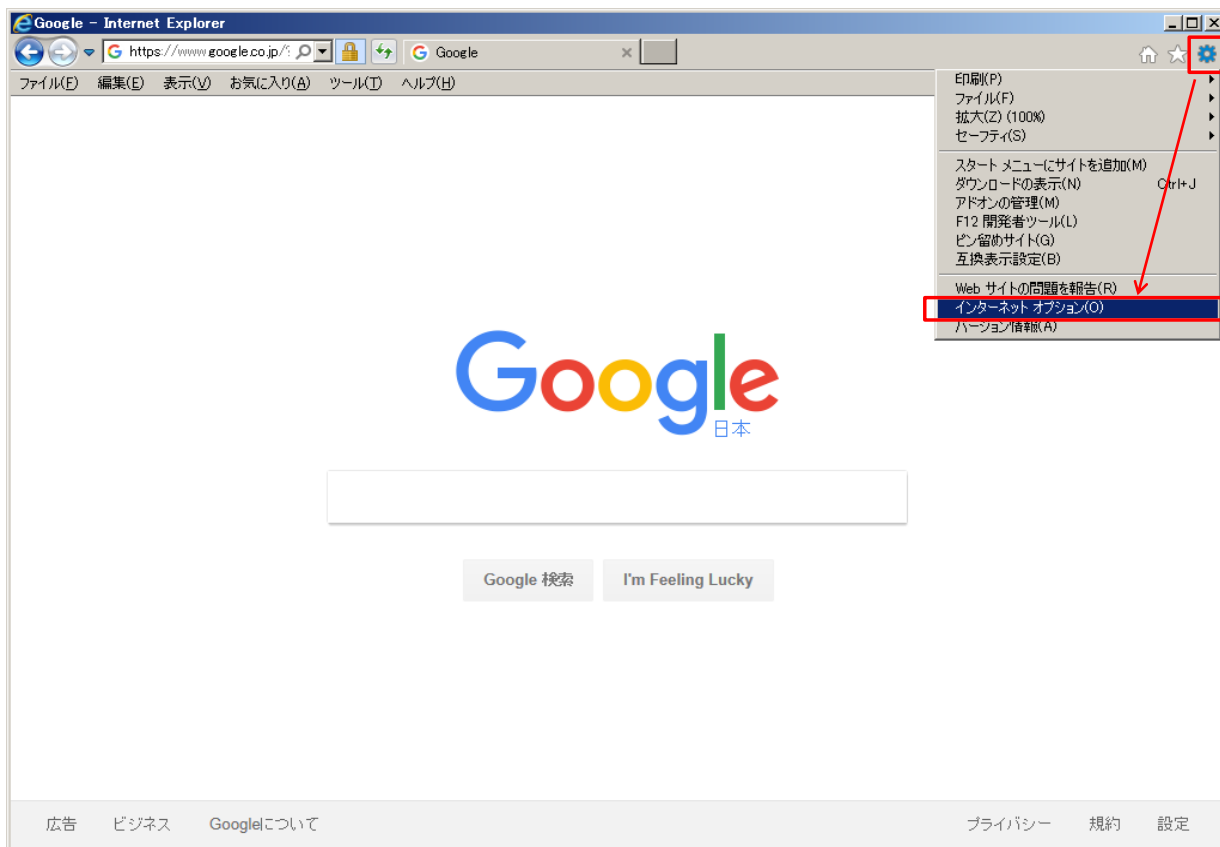 Google - Internet Explorer
https://www.google.co.jp/?
Google
ファイル(F) 編集(E) 表示(V) お気に入り(A) ツール(T) ヘルプ(H)
印刷(P)
ファイル(F)
拡大(Z) (100%)
セーフティ(S)
スタート メニューにサイトを追加(M)
ダウンロードの表示(N) Ctrl+J
アドオンの管理(M)
F12 開発者ツール(L)
ピン留めサイト(G)
互換表示設定(B)
Web サイトの問題を報告(R)
インターネット オプション(O)
バージョン情報(A)
Google
日本
Google 検索 I'm Feeling Lucky
広告 ビジネス Googleについて プライバシー 規約 設定